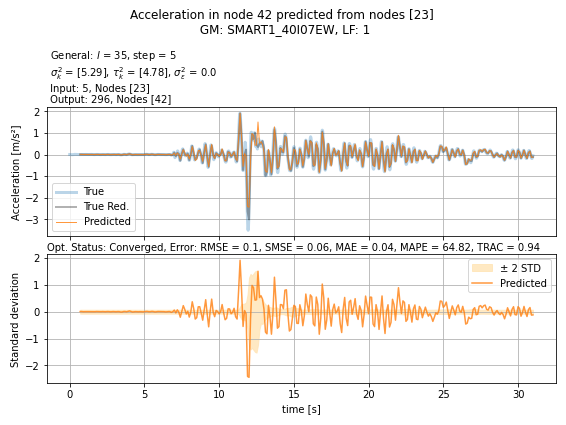 Acceleration in node 42 predicted from nodes [23]
GM: SMART1_40I07EW, LF: 1
General: l = 35, step = 5
σ²ₖ = [5.29], τ²ₖ = [4.78], σ²ε = 0.0
Input: 5, Nodes [23]
Output: 296, Nodes [42]
Acceleration [m/s²]
2
1
0
−1
−2
−3
True
True Red.
Predicted
Opt. Status: Converged, Error: RMSE = 0.1, SMSE = 0.06, MAE = 0.04, MAPE = 64.82, TRAC = 0.94
Standard deviation
2
1
0
−1
−2
± 2 STD
Predicted
0 5 10 15 20 25 30
time [s]